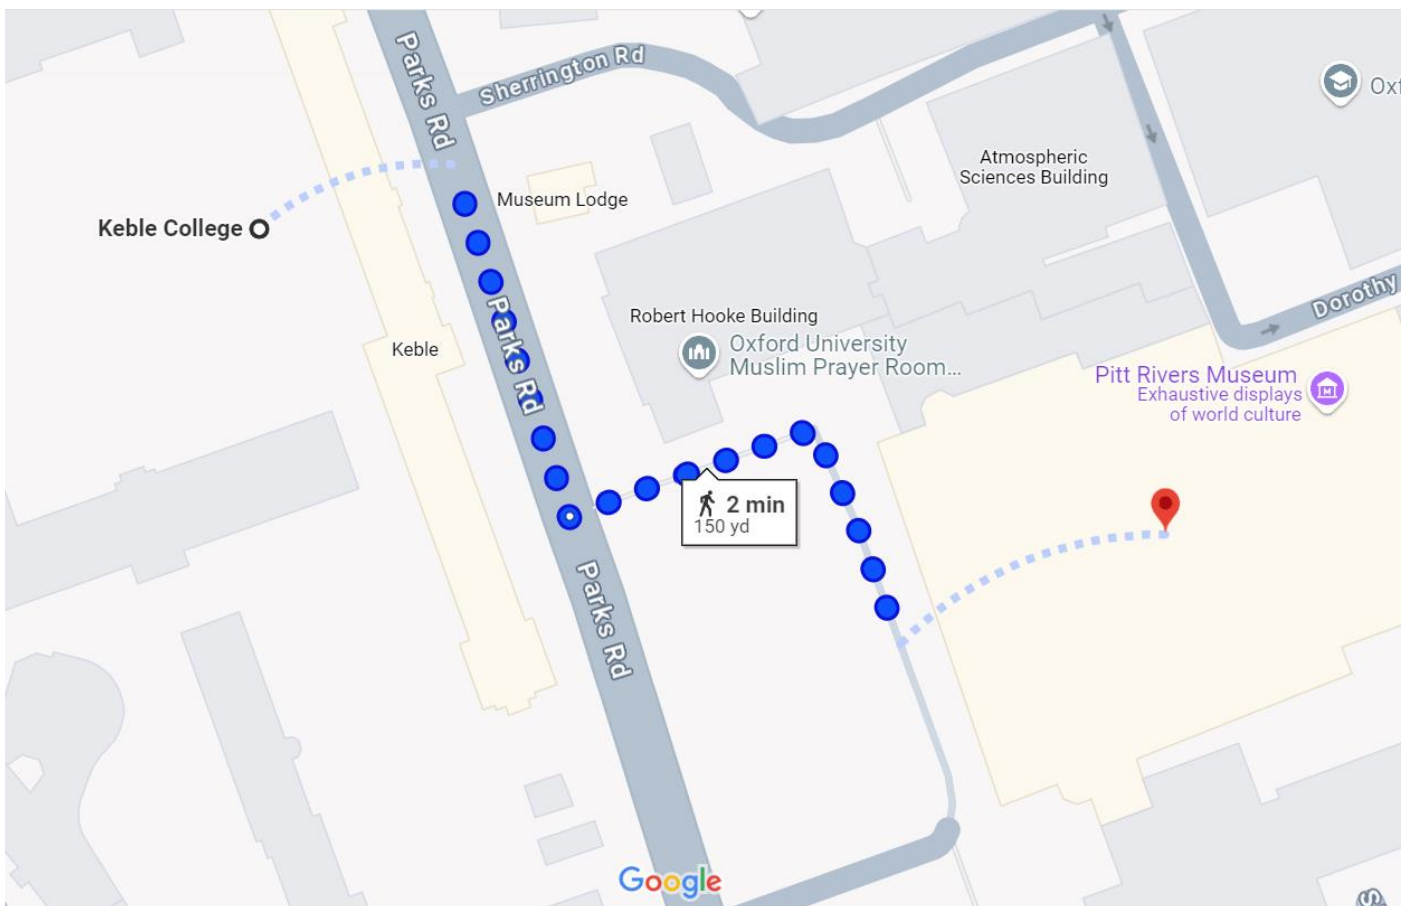 Parks Rd
Sherrington Rd
Oxf
Atmospheric
Sciences Building
Museum Lodge
Keble College
Dorothy
Robert Hooke Building
Parks Rd
Oxford University
Muslim Prayer Room...
Keble
Pitt Rivers Museum
Exhaustive displays
of world culture
M
2 min
150 yd
Parks Rd
Google
S